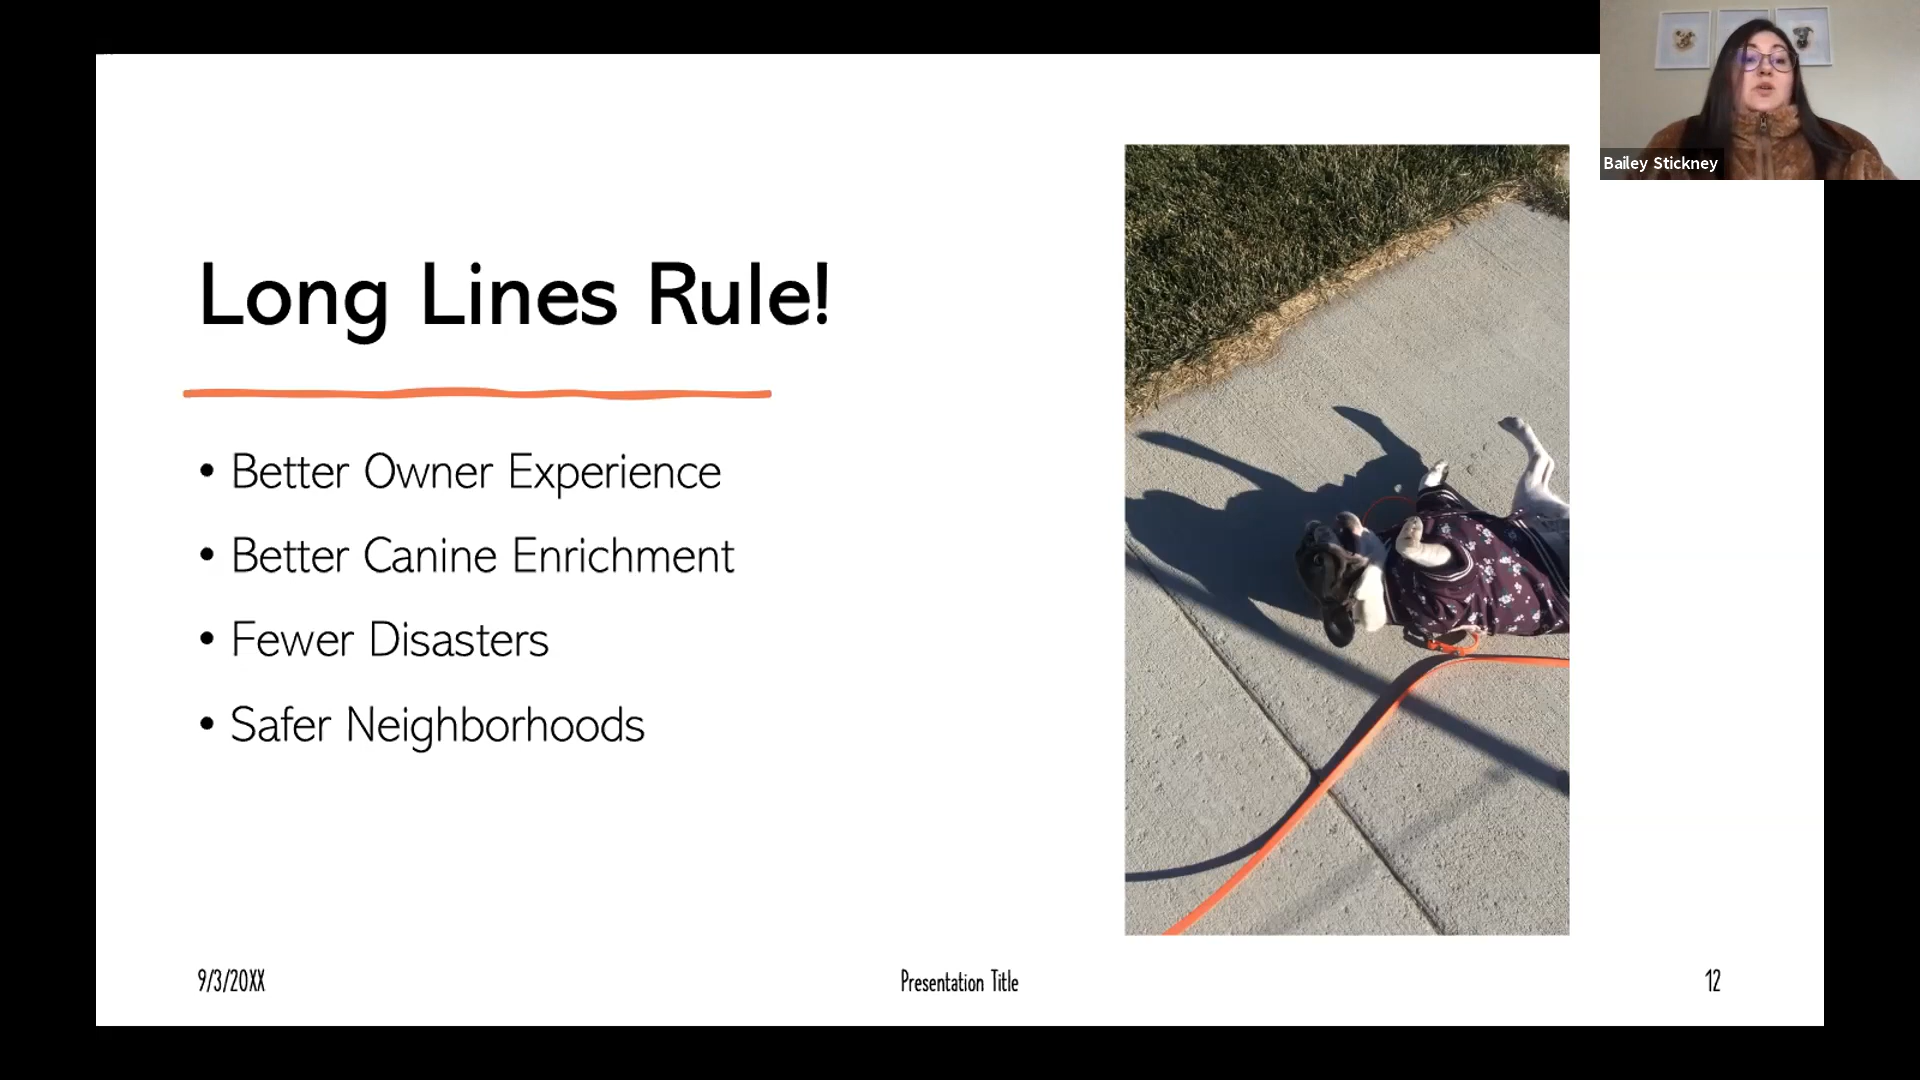 Bailey Stickney
Long Lines Rule!
• Better Owner Experience
• Better Canine Enrichment
• Fewer Disasters
• Safer Neighborhoods
9/3/20XX
Presentation Title
12